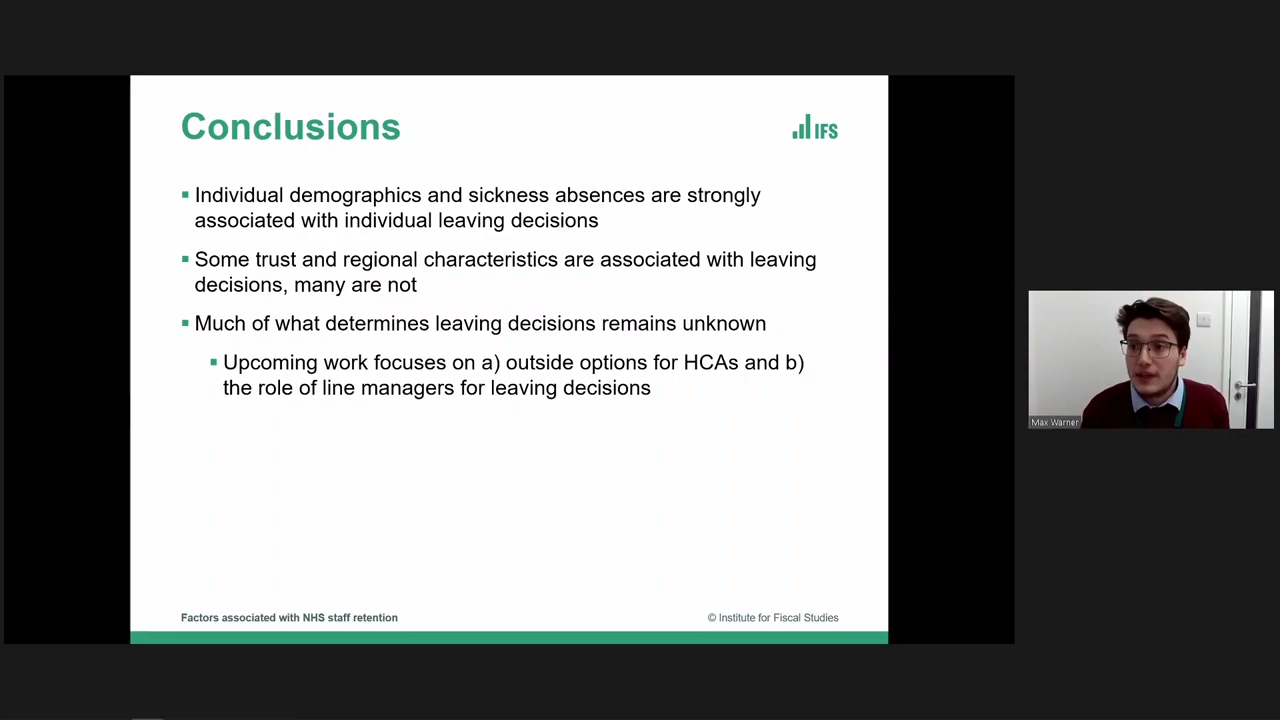 Conclusions
IFS
Individual demographics and sickness absences are strongly
associated with individual leaving decisions
Some trust and regional characteristics are associated with leaving
decisions, many are not
Much of what determines leaving decisions remains unknown
Upcoming work focuses on a) outside options for HCAs and b)
the role of line managers for leaving decisions
Factors associated with NHS staff retention
© Institute for Fiscal Studies
Max Warner